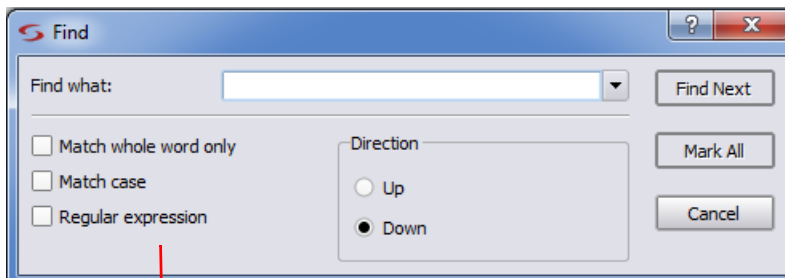 Find
Find what:
Find Next
Match whole word only
Match case
Regular expression
Direction
Up
Down
Mark All
Cancel